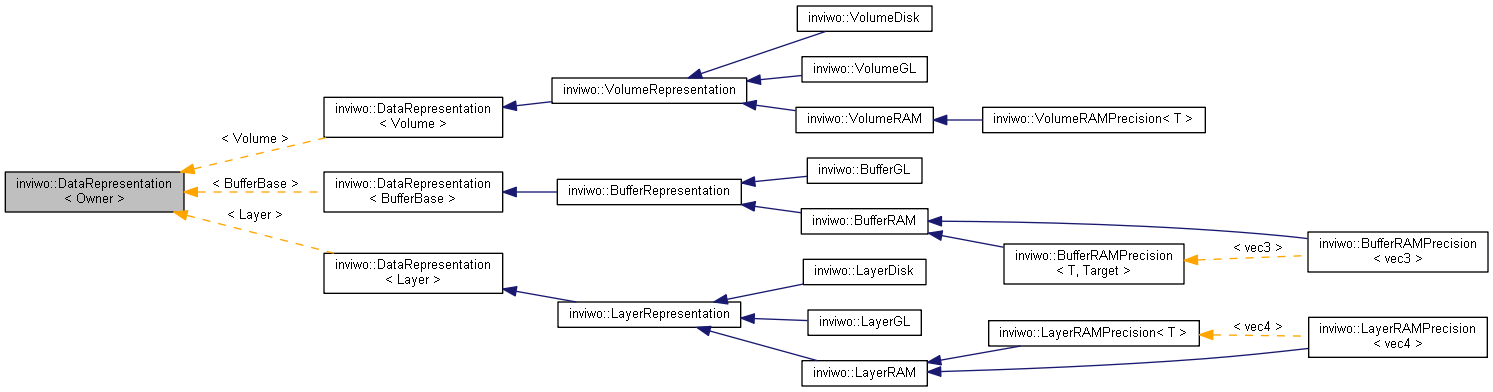 inviwo::VolumeDisk
inviwo::VolumeGL
inviwo::VolumeRepresentation
inviwo::DataRepresentation
< Volume >
inviwo::VolumeRAM
inviwo::VolumeRAMPrecision< T >
< Volume >
inviwo::DataRepresentation
< Owner >
< BufferBase >
inviwo::DataRepresentation
< BufferBase >
inviwo::BufferRepresentation
inviwo::BufferGL
inviwo::BufferRAM
< Layer >
inviwo::BufferRAMPrecision
< T, Target >
< vec3 >
inviwo::BufferRAMPrecision
< vec3 >
inviwo::DataRepresentation
< Layer >
inviwo::LayerDisk
inviwo::LayerRepresentation
inviwo::LayerGL
inviwo::LayerRAMPrecision< T >
< vec4 >
inviwo::LayerRAMPrecision
< vec4 >
inviwo::LayerRAM